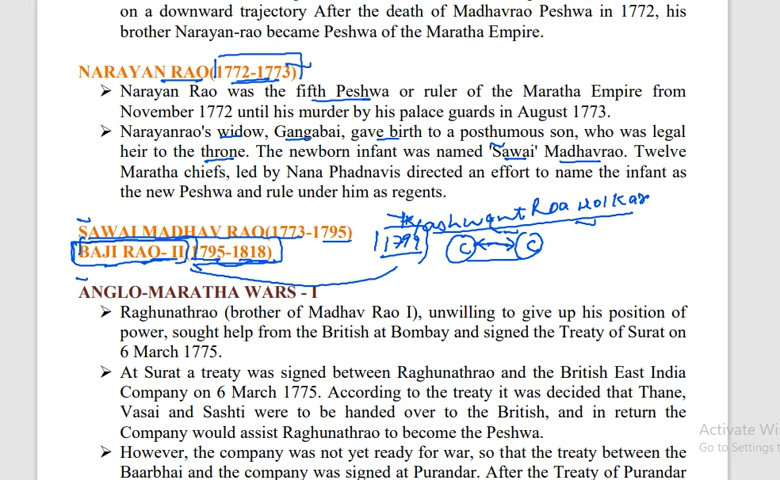 on a downward trajectory After the death of Madhavrao Peshwa in 1772, his
brother Narayan-rao became Peshwa of the Maratha Empire.
NARAYAN RAO(1772-1773)
➤ Narayan Rao was the fifth Peshwa or ruler of the Maratha Empire from
November 1772 until his murder by his palace guards in August 1773.
➤ Narayanrao's widow, Gangabai, gave birth to a posthumous son, who was legal
heir to the throne. The newborn infant was named 'Sawai' Madhavrao. Twelve
Maratha chiefs, led by Nana Phadnavis directed an effort to name the infant as
the new Peshwa and rule under him as regents.
Yashwant Roa Holkar
SAWAI MADHAV RAO(1773-1795)
BAJI RAO- II (1795-1818) (1799) C C
ANGLO-MARATHA WARS - I
➤ Raghunathrao (brother of Madhav Rao I), unwilling to give up his position of
power, sought help from the British at Bombay and signed the Treaty of Surat on
6 March 1775.
➤ At Surat a treaty was signed between Raghunathrao and the British East India
Company on 6 March 1775. According to the treaty it was decided that Thane,
Vasai and Sashti were to be handed over to the British, and in return the
Company would assist Raghunathrao to become the Peshwa.
➤ However, the company was not yet ready for war, so that the treaty between the
Baarbhai and the company was signed at Purandar. After the Treaty of Purandar
Activate Wi
Go to Settings t